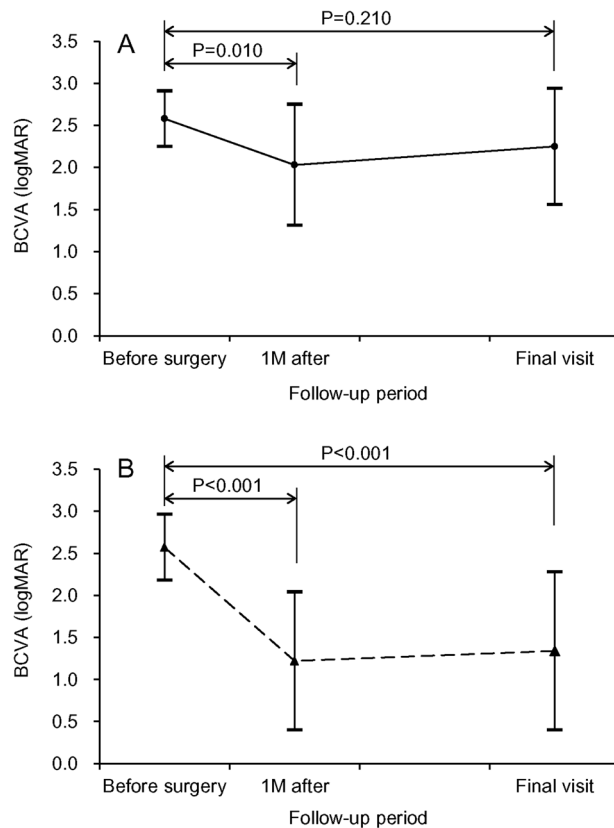 A
P=0.210
P=0.010
3.5
3.0
2.5
2.0
1.5
1.0
0.5
0.0
BCVA (logMAR)
Before surgery 1M after Final visit
Follow-up period
B
P<0.001
P<0.001
3.5
3.0
2.5
2.0
1.5
1.0
0.5
0.0
BCVA (logMAR)
Before surgery 1M after Final visit
Follow-up period